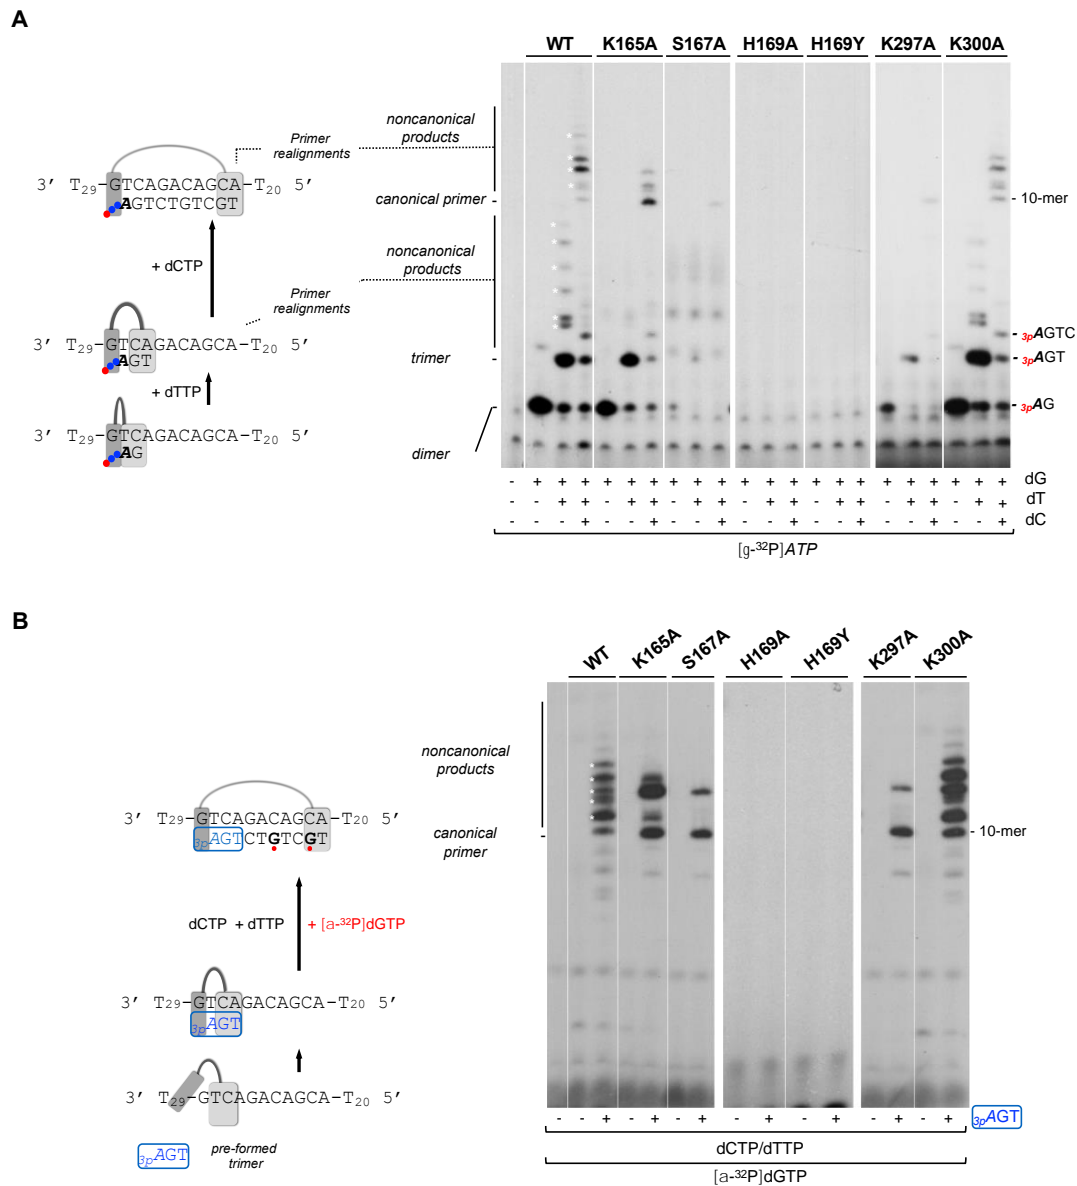 A
WT K165A S167A H169A H169Y K297A K300A
noncanonical
products
Primer
realignments
3′ T29-GTCAGACAGCA-T20 5′
AGTCTGTCGT
canonical primer
10-mer
+ dCTP
noncanonical
products
Primer
realignments
3pAGTC
3′ T29-GTCAGACAGCA-T20 5′
AGT
trimer
3pAGT
+ dTTP
3′ T29-GTCAGACAGCA-T20 5′
AG
dimer
3pAG
- + + + + + + + + + + + + + + + + + + + + + dG
- - + + - + + - + + - + + - + + - + + - + + dT
- - - + - - + - - + - - + - - + - - + - - + dC
[g-32P]ATP
B
WT K165A S167A H169A H169Y K297A K300A
noncanonical
products
3′ T29-GTCAGACAGCA-T20 5′
3pAGTCTGTCGT
canonical
primer
10-mer
dCTP + dTTP + [a-32P]dGTP
3′ T29-GTCAGACAGCA-T20 5′
3pAGT
3′ T29-GTCAGACAGCA-T20 5′
3pAGT
pre-formed
trimer
- + - + - + - + - + - + - + 3pAGT
dCTP/dTTP
[a-32P]dGTP